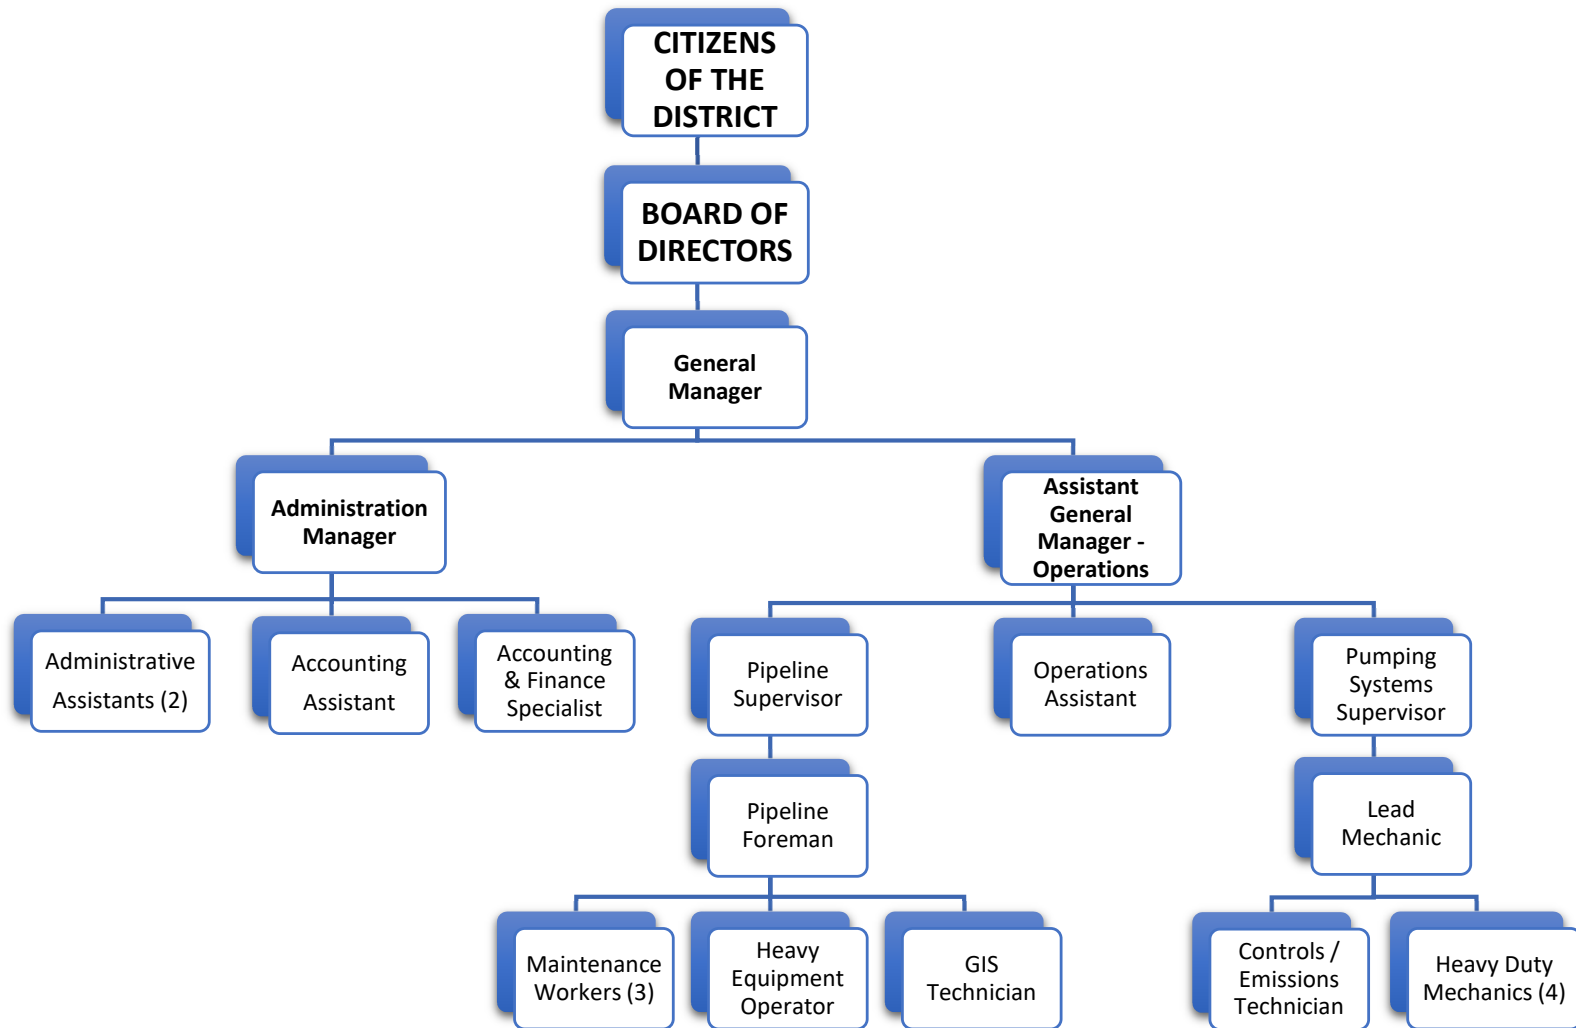 CITIZENS
OF THE
DISTRICT
BOARD OF
DIRECTORS
General
Manager
Administration
Manager
Assistant
General
Manager -
Operations
Administrative
Assistants (2)
Accounting
Assistant
Accounting
& Finance
Specialist
Pipeline
Supervisor
Operations
Assistant
Pumping
Systems
Supervisor
Pipeline
Foreman
Lead
Mechanic
Maintenance
Workers (3)
Heavy
Equipment
Operator
GIS
Technician
Controls /
Emissions
Technician
Heavy Duty
Mechanics (4)